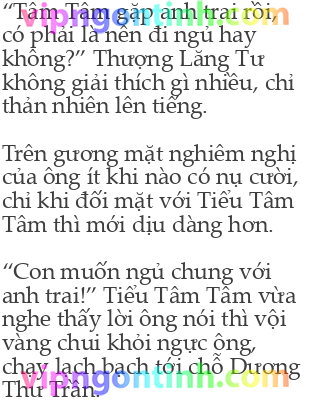 “Tâm Tâm gặp anh trai rồi,
có phải là nên đi ngủ hay
không?” Thượng Lăng Tư
không giải thích gì nhiều, chỉ
thản nhiên lên tiếng.
Trên gương mặt nghiêm nghị
của ông ít khi nào có nụ cười,
chỉ khi đối mặt với Tiểu Tâm
Tâm thì mới dịu dàng hơn.
“Con muốn ngủ chung với
anh trai!” Tiểu Tâm Tâm vừa
nghe thấy lời ông nói thì vội
vàng chui khỏi ngực ông,
chạy lạch bạch tới chỗ Dương
Thư Trần.
vipngontinh.com
vipngontinh.com